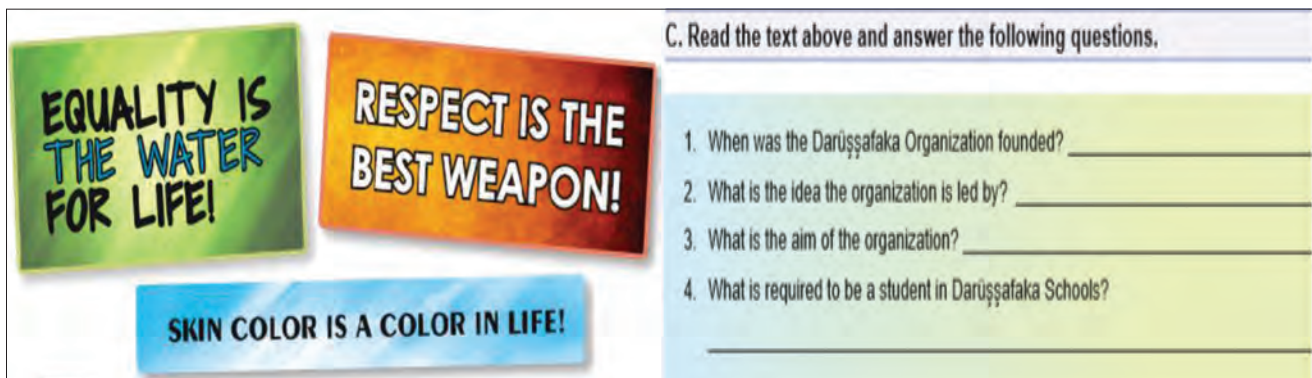 EQUALITY IS
THE WATER
FOR LIFE!
RESPECT IS THE
BEST WEAPON!
SKIN COLOR IS A COLOR IN LIFE!
C. Read the text above and answer the following questions.
1. When was the Darüşşafaka Organization founded?
2. What is the idea the organization is led by?
3. What is the aim of the organization?
4. What is required to be a student in Darüşşafaka Schools?